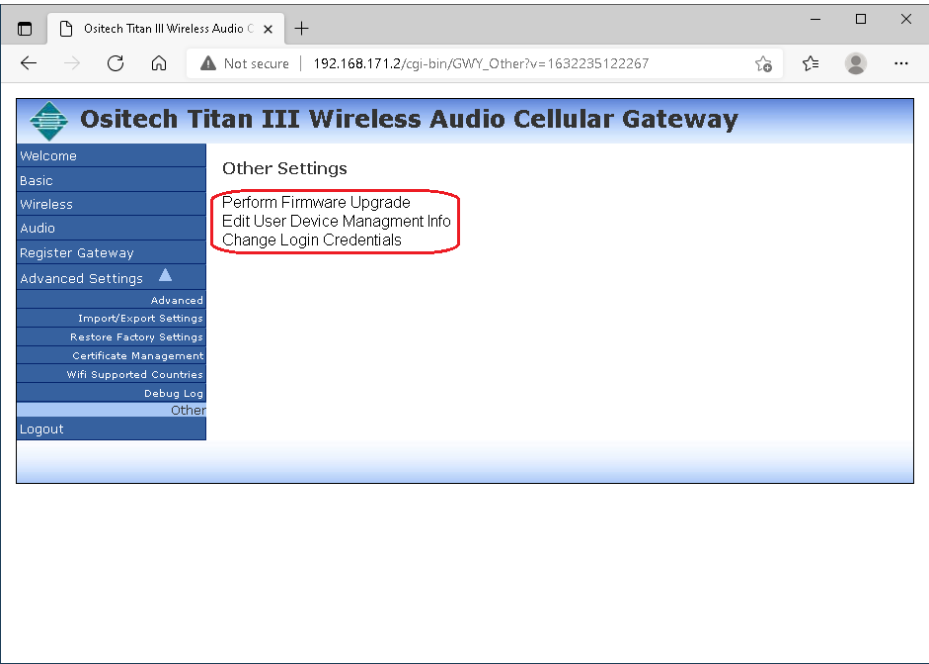 Ositech Titan III Wireless Audio C
Not secure | 192.168.171.2/cgi-bin/GWY_Other?v=1632235122267
Ositech Titan III Wireless Audio Cellular Gateway
Welcome
Basic
Wireless
Audio
Register Gateway
Advanced Settings
Advanced
Import/Export Settings
Restore Factory Settings
Certificate Management
Wifi Supported Countries
Debug Log
Other
Logout
Other Settings
Perform Firmware Upgrade
Edit User Device Managment Info
Change Login Credentials